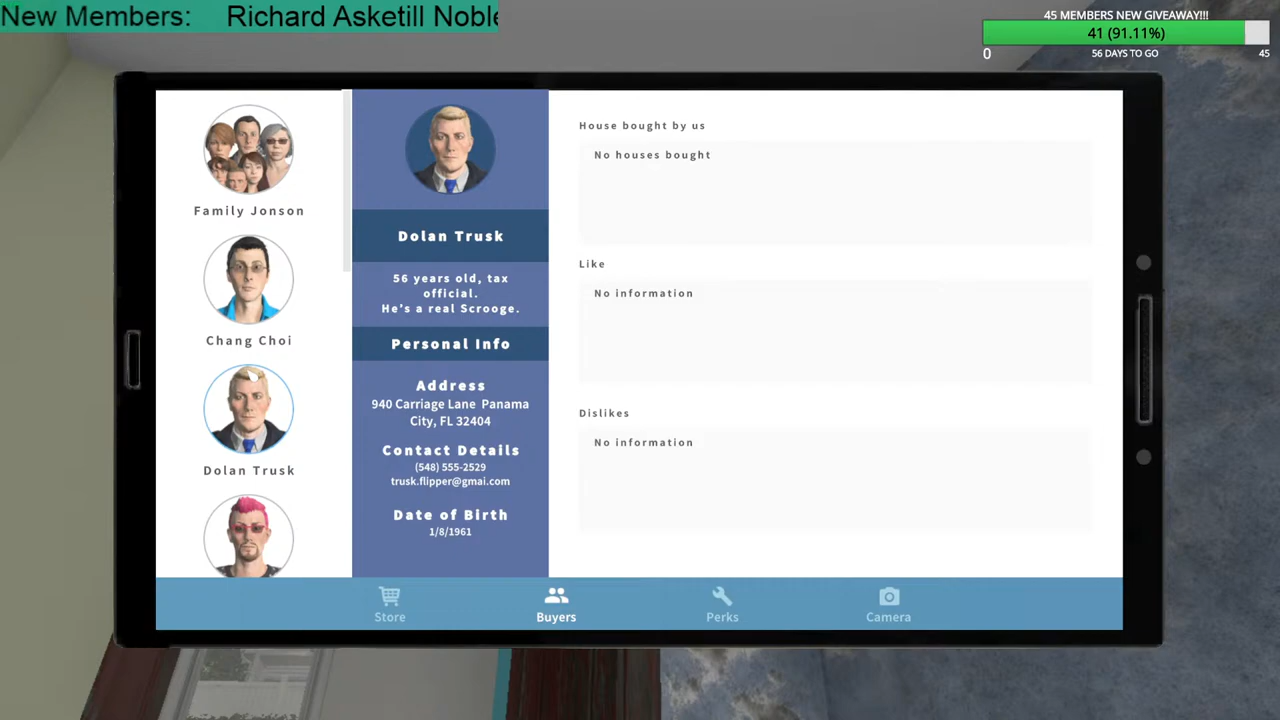 New Members: Richard Asketill Noble
45 MEMBERS NEW GIVEAWAY!!!
41 (91.11%)
0
56 DAYS TO GO
45
Family Jonson
Chang Choi
Dolan Trusk
Dolan Trusk
56 years old, tax
official.
He's a real Scrooge.
Personal Info
Address
940 Carriage Lane Panama
City, FL 32404
Contact Details
(548) 555-2529
trusk.flipper@gmai.com
Date of Birth
1/8/1961
House bought by us
No houses bought
Like
No information
Dislikes
No information
Store
Buyers
Perks
Camera